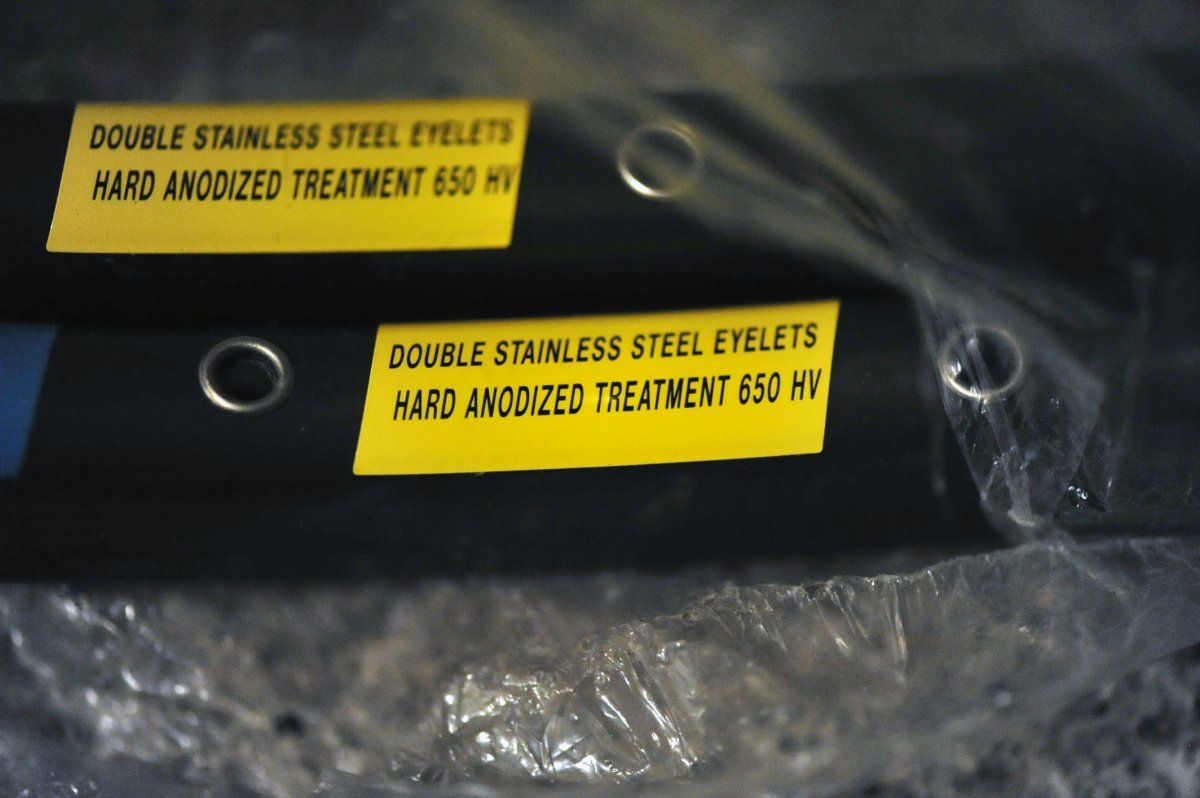 DOUBLE STAINLESS STEEL EYELETS
HARD ANODIZED TREATMENT 650 HV
DOUBLE STAINLESS STEEL EYELETS
HARD ANODIZED TREATMENT 650 HV